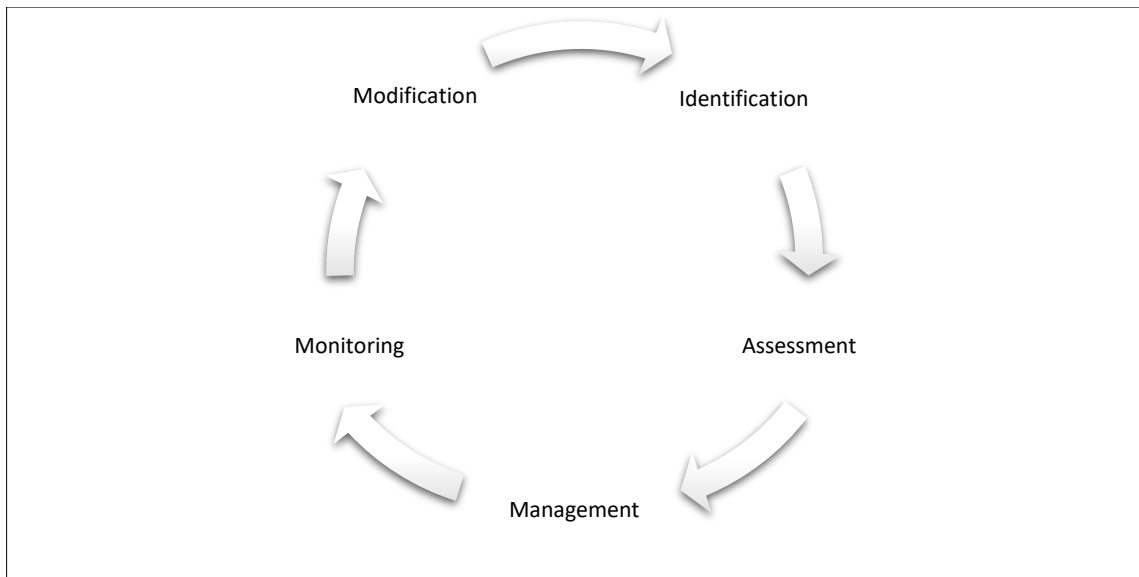 Modification
Identification
Monitoring
Assessment
Management